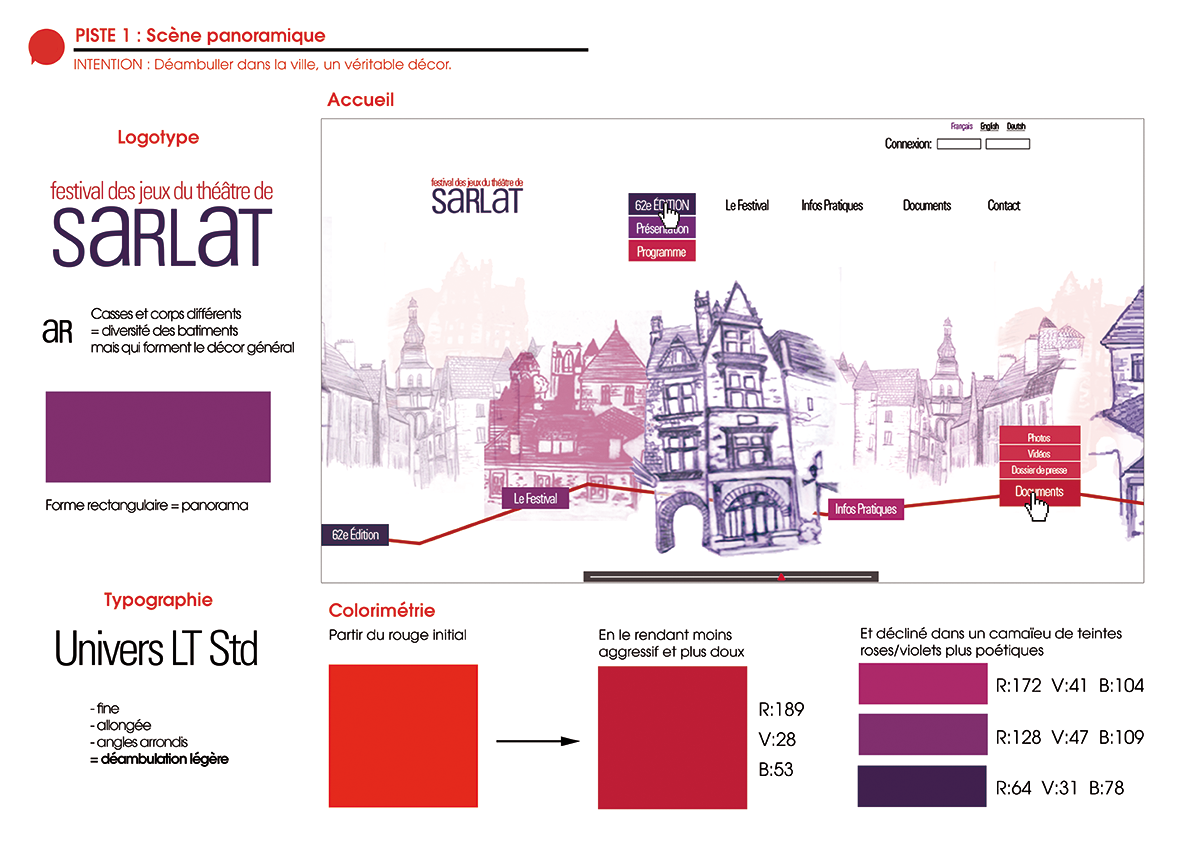 PISTE 1 : Scène panoramique
INTENTION : Déambuller dans la ville, un véritable décor.
Accueil
Logotype
festival des jeux du théâtre de
SaRLaT
aR
Casses et corps différents
= diversité des batiments
mais qui forment le décor général
Forme rectangulaire = panorama
Français English Deutsh
Connexion:
festival des jeux du théâtre de
SaRLaT
62e ÉDITION
Le Festival
Infos Pratiques
Documents
Contact
Présentation
Programme
Photos
Vidéos
Dossier de presse
Documents
Le Festival
Infos Pratiques
62e Édition
Typographie
Univers LT Std
- fine
- allongée
- angles arrondis
= déambulation légère
Colorimétrie
Partir du rouge initial
En le rendant moins
aggressif et plus doux
R:189
V:28
B:53
Et décliné dans un camaïeu de teintes
roses/violets plus poétiques
R:172 V:41 B:104
R:128 V:47 B:109
R:64 V:31 B:78